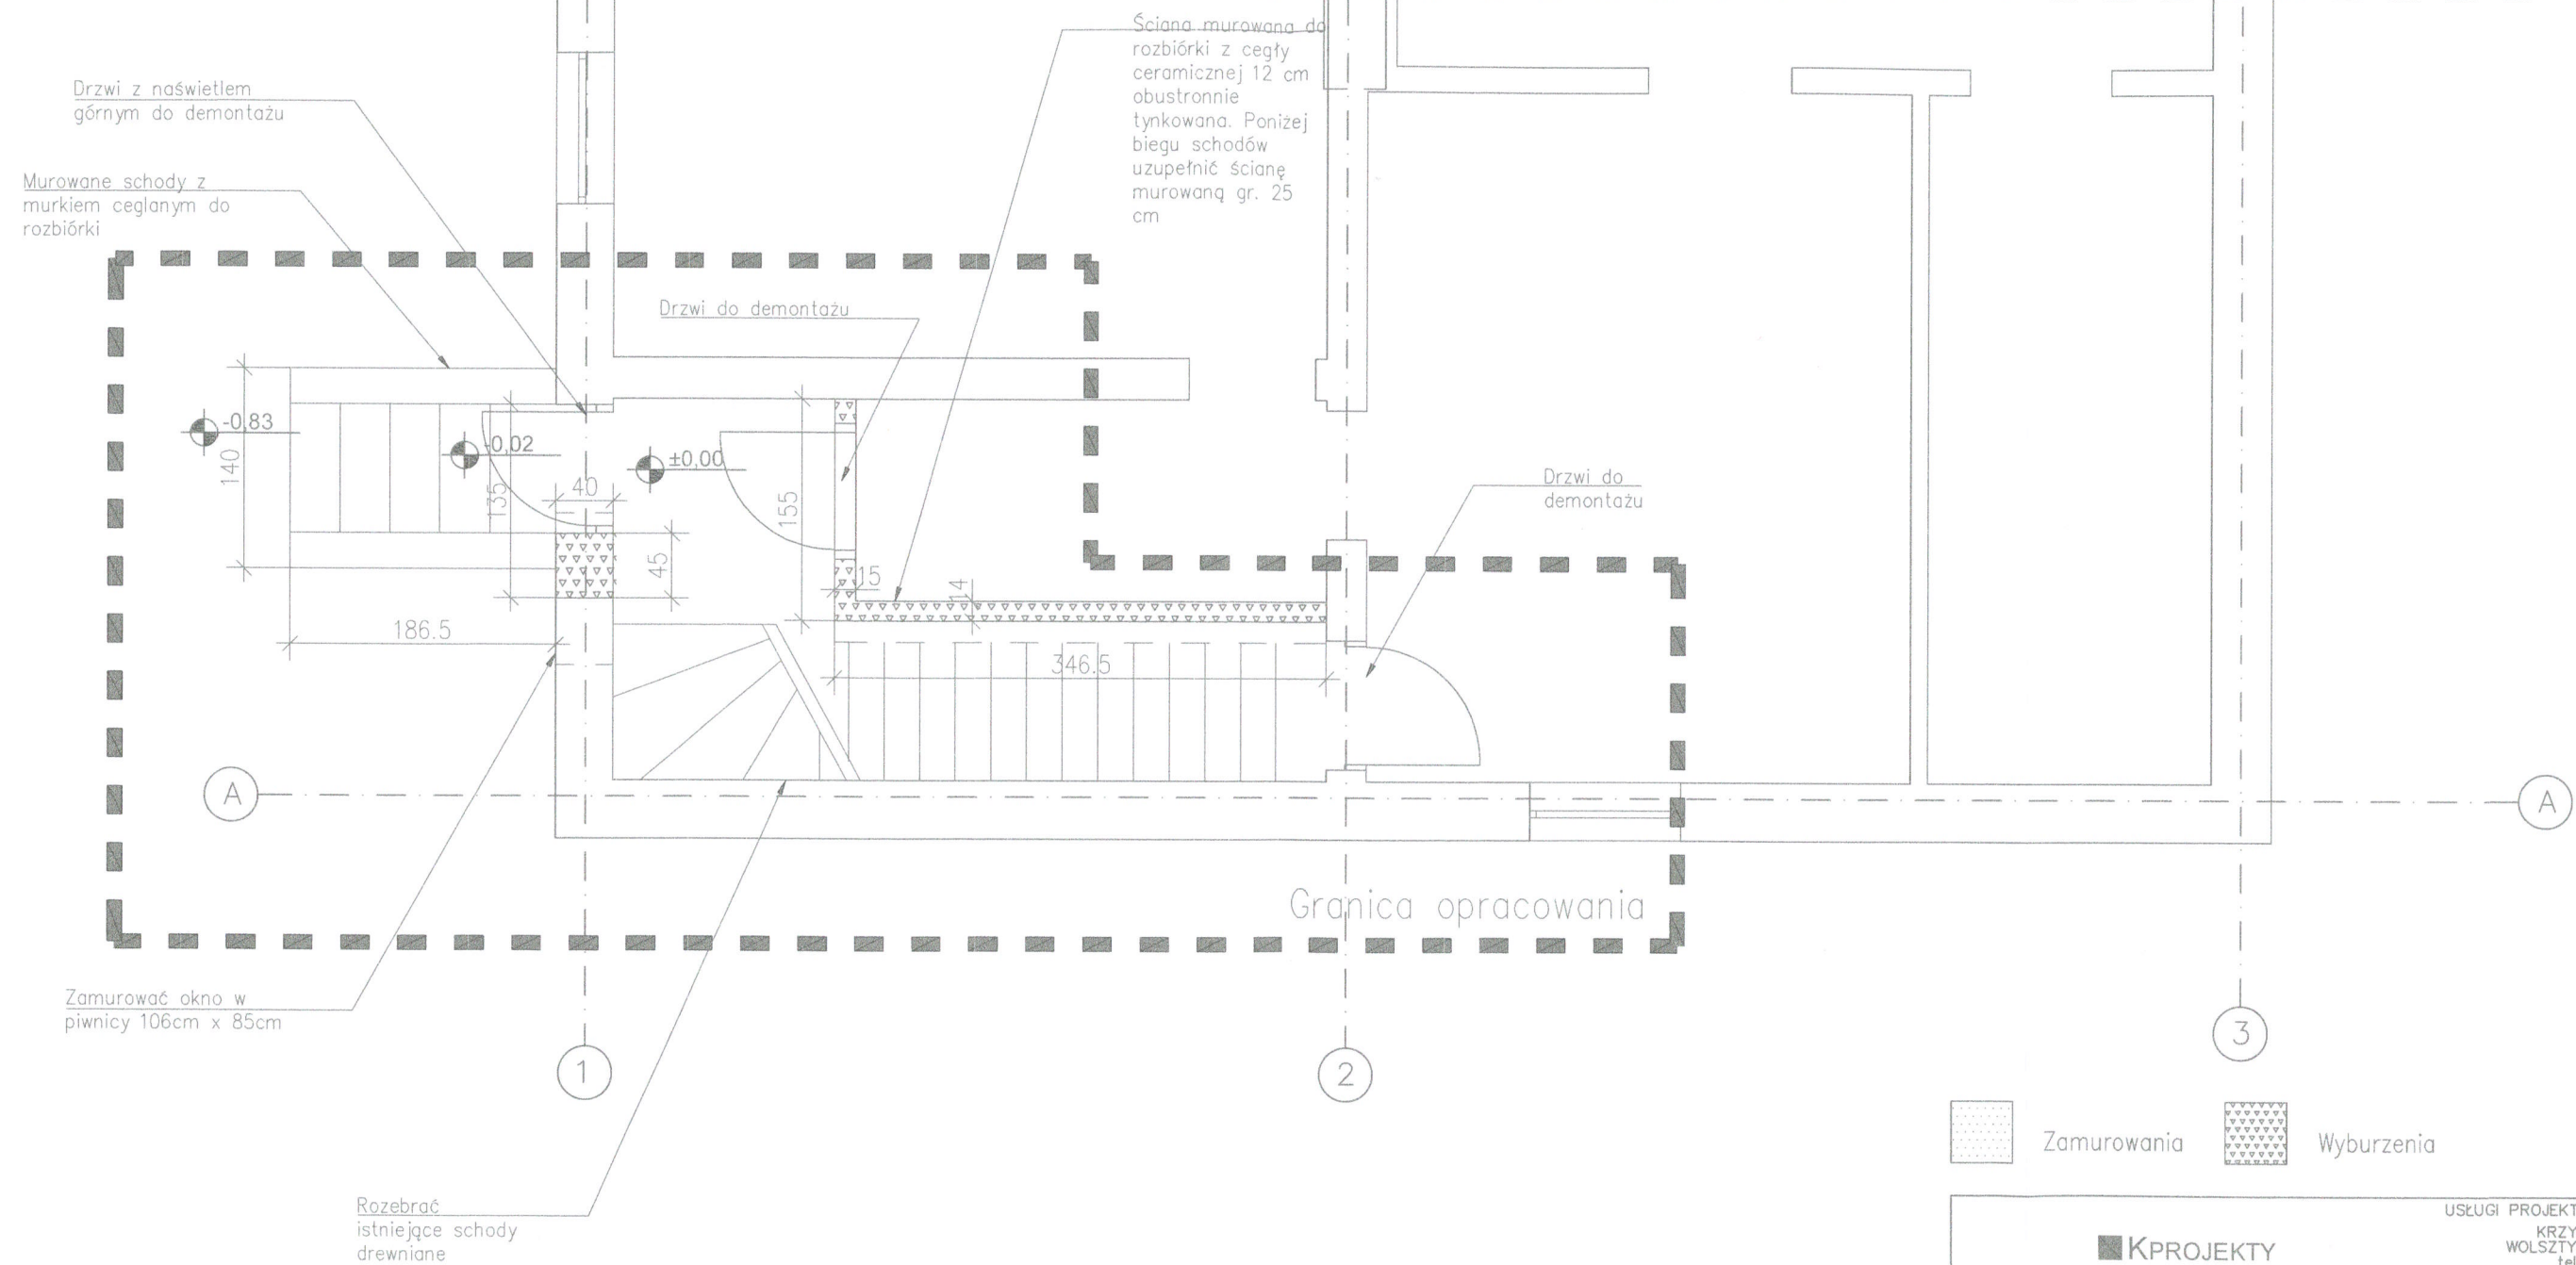 Ściana murowana do
rozbiórki z cegły
ceramicznej 12 cm
obustronnie
tynkowana. Poniżej
biegu schodów
uzupełnić ścianę
murowaną gr. 25
cm
Drzwi z naświetlem
górnym do demontażu
Murowane schody z
murkiem ceglanym do
rozbiórki
Drzwi do demontażu
-0,83
140
-0,02
135
40
±0,00
155
45
15
14
186.5
346.5
Drzwi do
demontażu
A
A
Granica opracowania
Zamurować okno w
piwnicy 106cm x 85cm
1
2
3
Rozebrać
istniejące schody
drewniane
Zamurowania
Wyburzenia
USŁUGI PROJEKT
KRZY
WOLSZTY
tel
KPROJEKTY